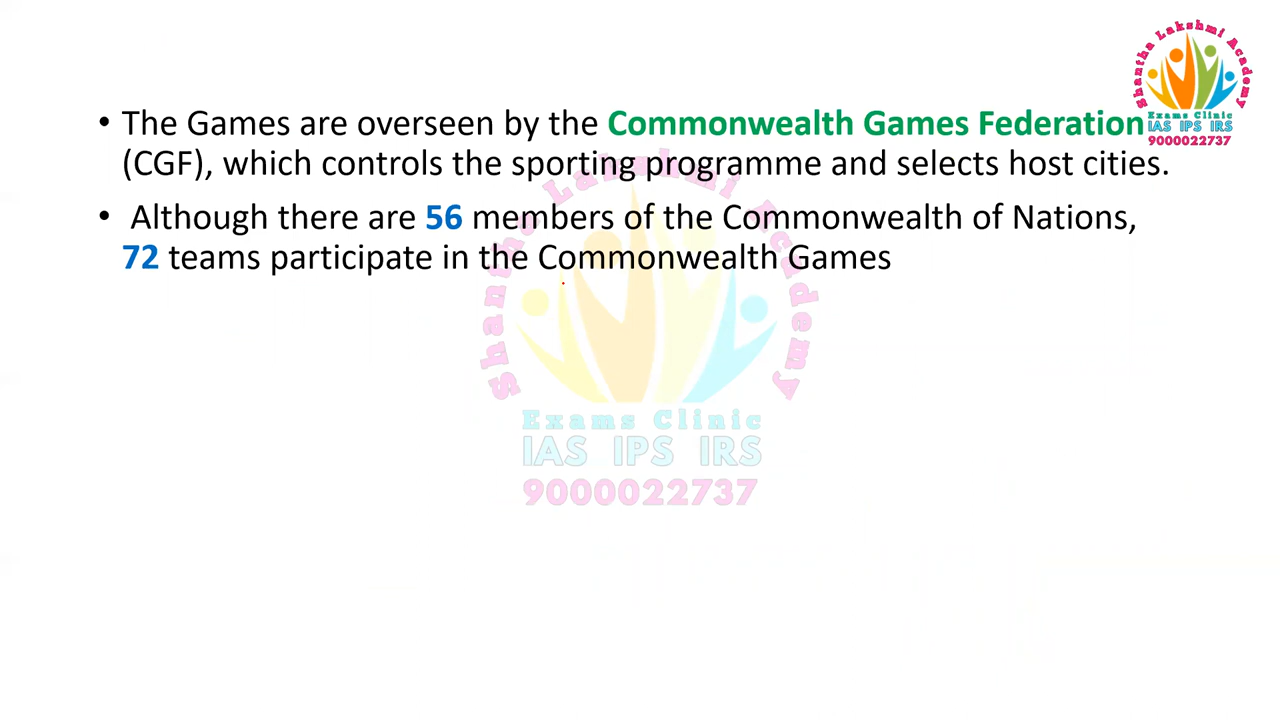 Shantha Lakshmi Academy
Exams Clinic
IAS IPS IRS
9000022737
• The Games are overseen by the Commonwealth Games Federation
(CGF), which controls the sporting programme and selects host cities.
• Although there are 56 members of the Commonwealth of Nations,
72 teams participate in the Commonwealth Games
Shantha Lakshmi Academy
Exams Clinic
IAS IPS IRS
9000022737